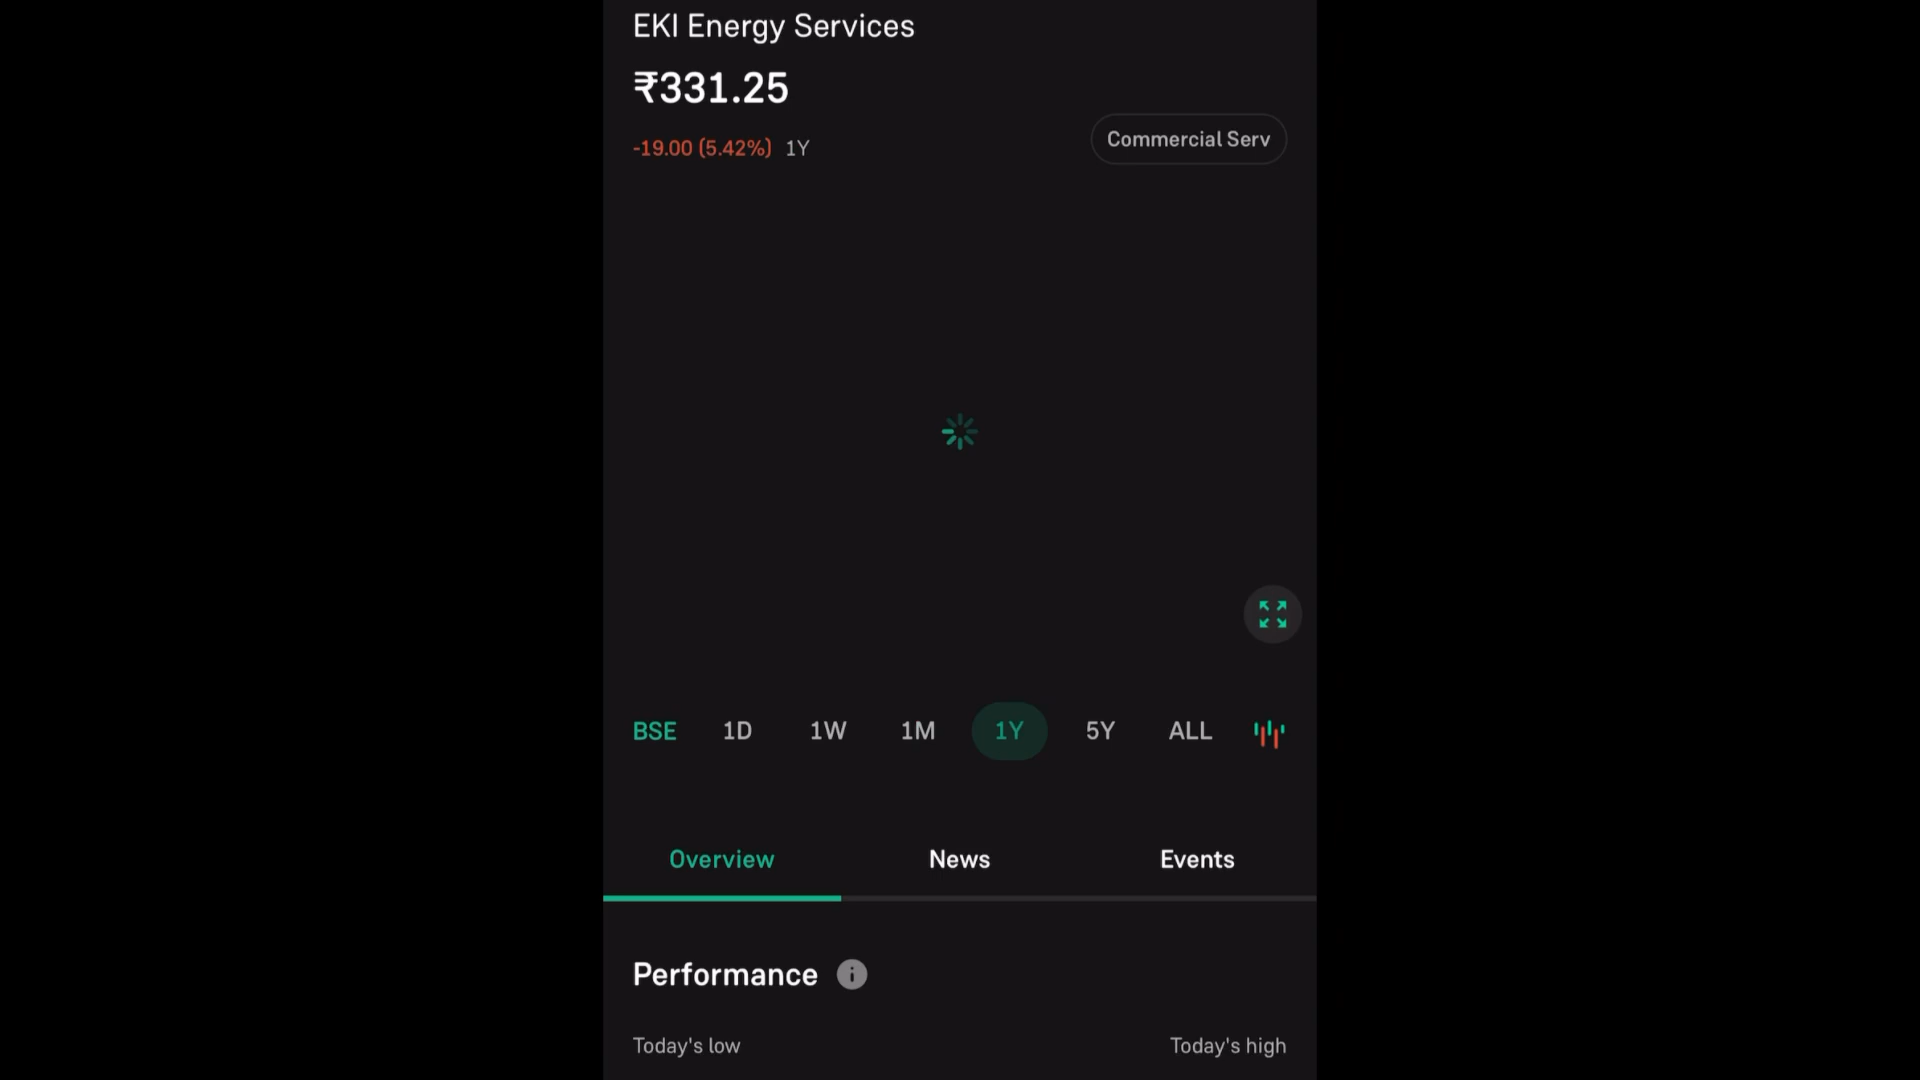 EKI Energy Services
₹331.25
-19.00 (5.42%) 1Y
Commercial Serv
BSE 1D 1W 1M 1Y 5Y ALL
Overview News Events
Performance
Today's low Today's high